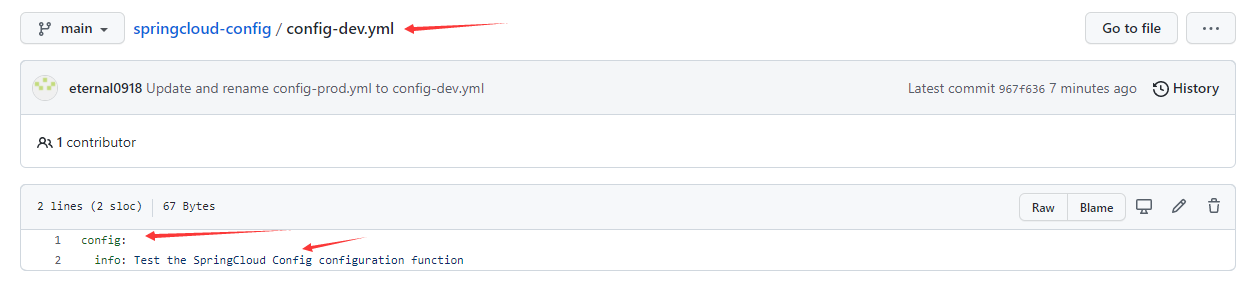 main springcloud-config / config-dev.yml Go to file ...
eternal0918 Update and rename config-prod.yml to config-dev.yml Latest commit 967f636 7 minutes ago History
1 contributor
2 lines (2 sloc) 67 Bytes Raw Blame
1 config:
2 info: Test the SpringCloud Config configuration function